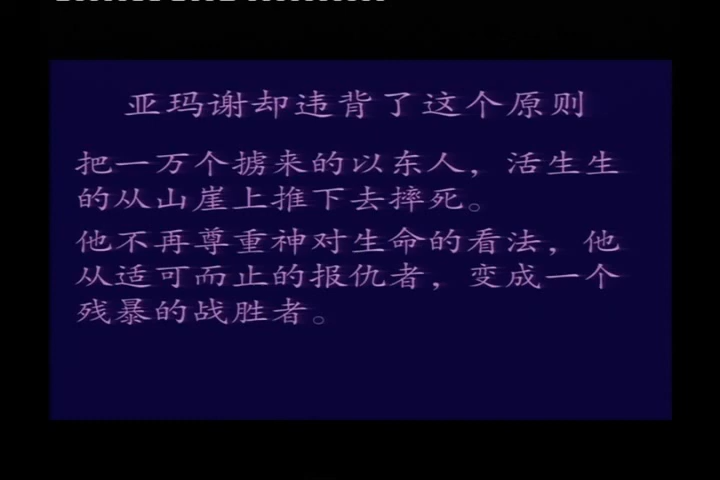 亚玛谢却违背了这个原则
把一万个掳来的以东人，活生生
的从山崖上推下去摔死。
他不再尊重神对生命的看法，他
从适可而止的报仇者，变成一个
残暴的战胜者。